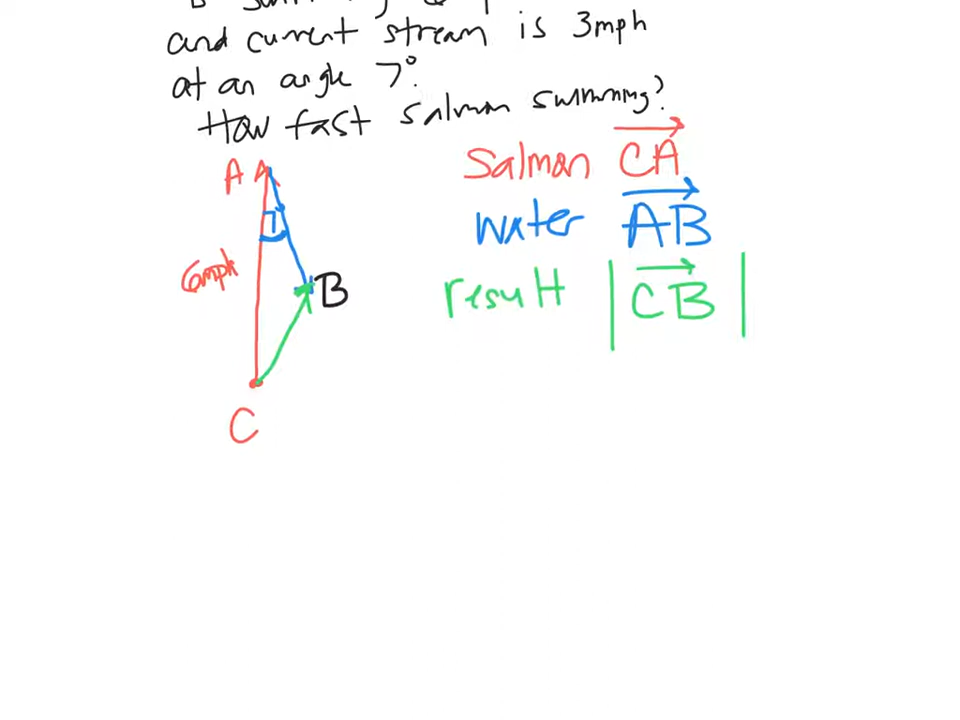 and current stream is 3mph
at an angle 7°.
How fast salmon swimming?
A
Salmon CA
7
water AB
6mph
B
result |CB|
C